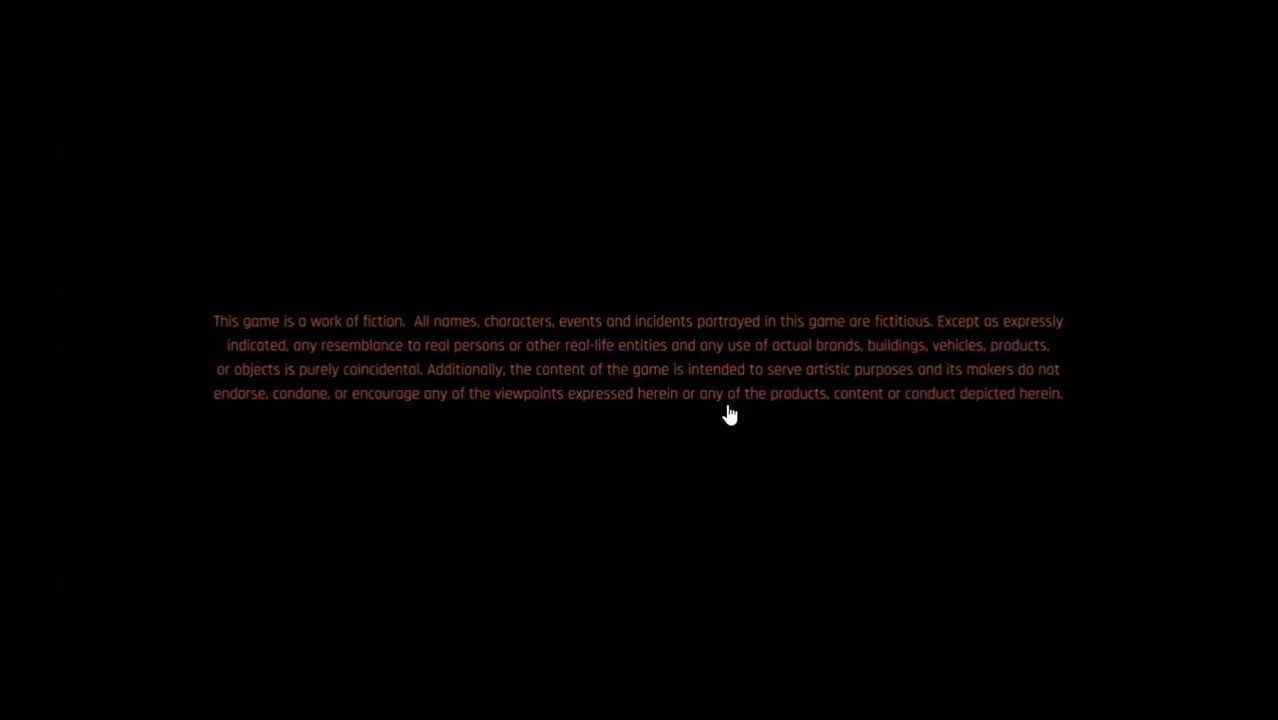 This game is a work of fiction.  All names, characters, events and incidents portrayed in this game are fictitious. Except as expressly
indicated, any resemblance to real persons or other real-life entities and any use of actual brands, buildings, vehicles, products,
or objects is purely coincidental. Additionally, the content of the game is intended to serve artistic purposes and its makers do not
endorse, condone, or encourage any of the viewpoints expressed herein or any of the products, content or conduct depicted herein.